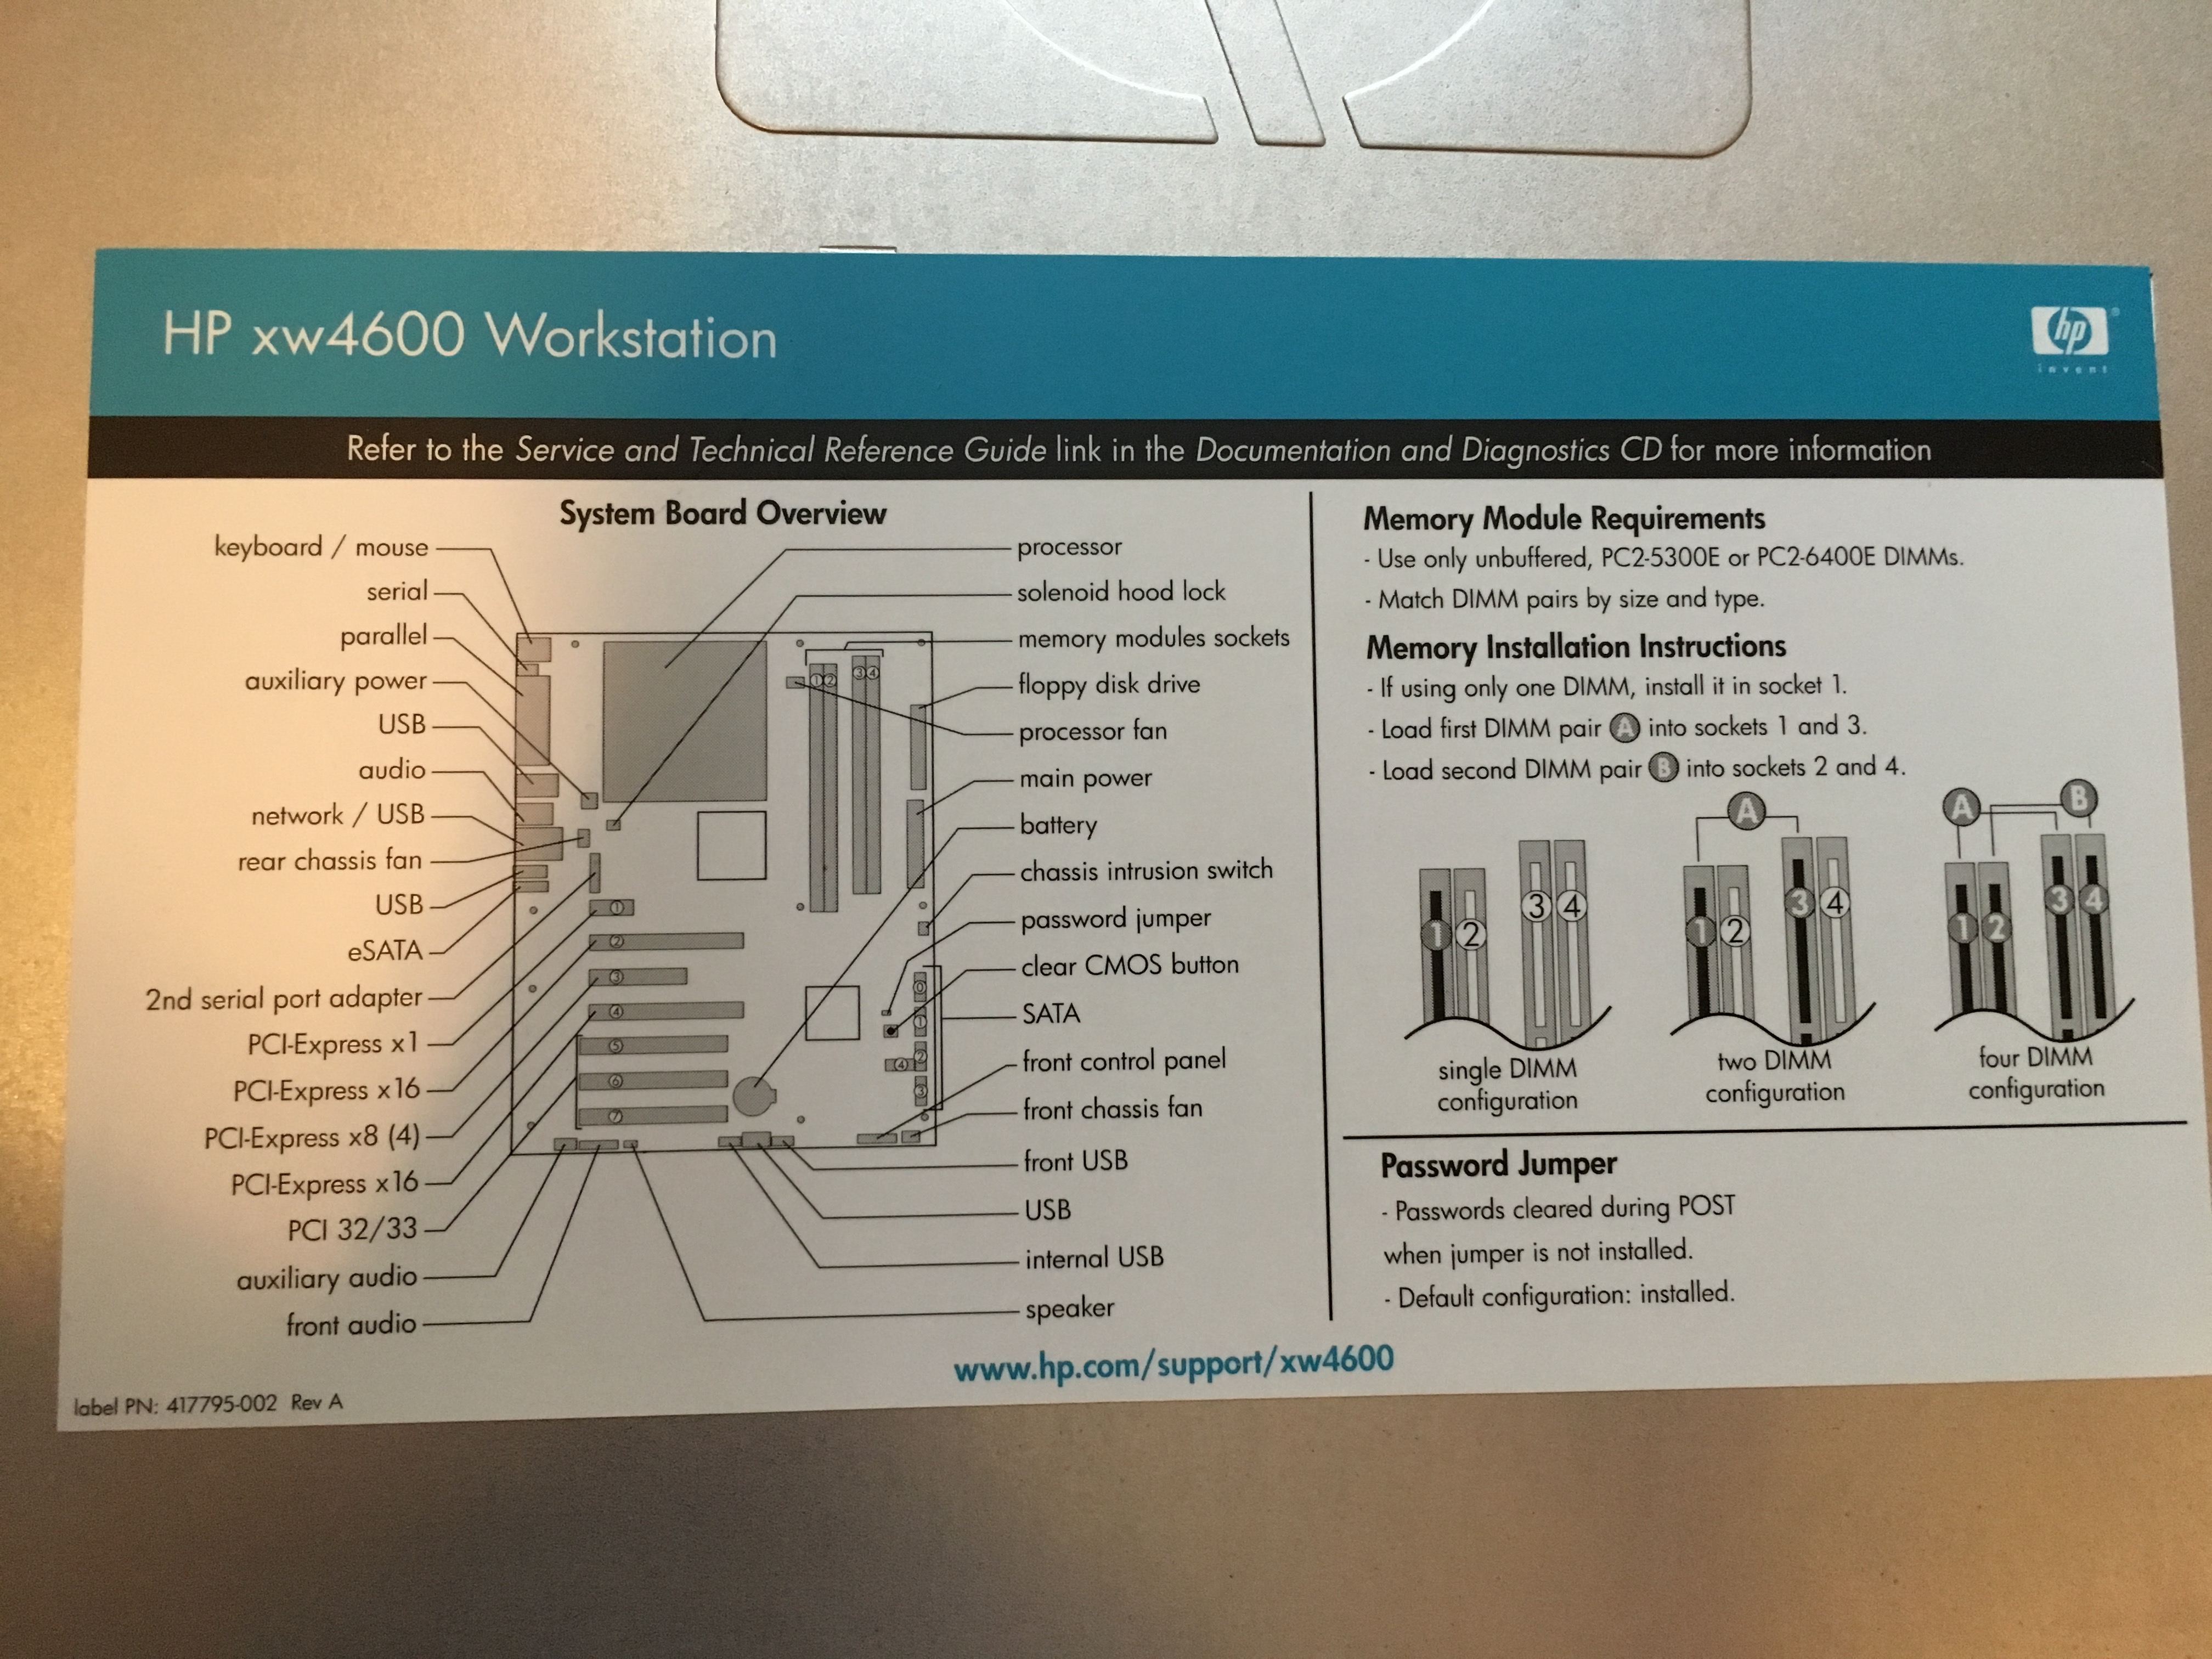 HP xw4600 Workstation
hp
invent
Refer to the Service and Technical Reference Guide link in the Documentation and Diagnostics CD for more information
System Board Overview
keyboard / mouse
serial
parallel
auxiliary power
USB
audio
network / USB
rear chassis fan
USB
eSATA
2nd serial port adapter
PCI-Express x1
PCI-Express x16
PCI-Express x8 (4)
PCI-Express x16
PCI 32/33
auxiliary audio
front audio
1 2 3 4
1
2
3
4
5
6
7
0
1
2
4
3
processor
solenoid hood lock
memory modules sockets
floppy disk drive
processor fan
main power
battery
chassis intrusion switch
password jumper
clear CMOS button
SATA
front control panel
front chassis fan
front USB
USB
internal USB
speaker
Memory Module Requirements
- Use only unbuffered, PC2-5300E or PC2-6400E DIMMs.
- Match DIMM pairs by size and type.
Memory Installation Instructions
- If using only one DIMM, install it in socket 1.
- Load first DIMM pair A into sockets 1 and 3.
- Load second DIMM pair B into sockets 2 and 4.
1 2 3 4
single DIMM
configuration
A
1 2 3 4
two DIMM
configuration
A B
1 2 3 4
four DIMM
configuration
Password Jumper
- Passwords cleared during POST
when jumper is not installed.
- Default configuration: installed.
www.hp.com/support/xw4600
label PN: 417795-002 Rev A